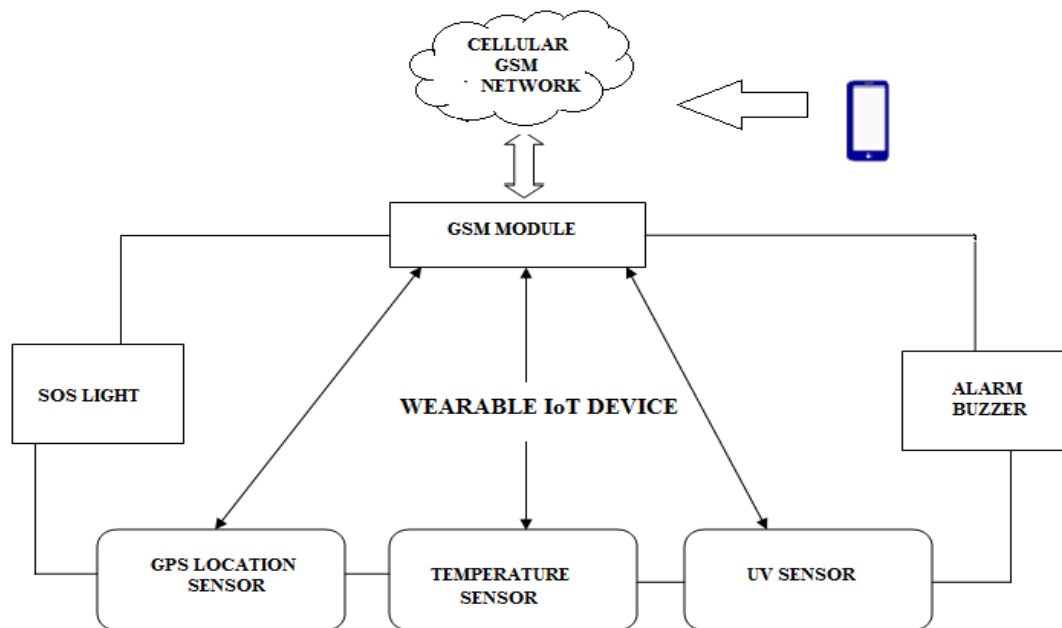 CELLULAR
GSM
NETWORK
GSM MODULE
SOS LIGHT
WEARABLE IoT DEVICE
ALARM
BUZZER
GPS LOCATION
SENSOR
TEMPERATURE
SENSOR
UV SENSOR